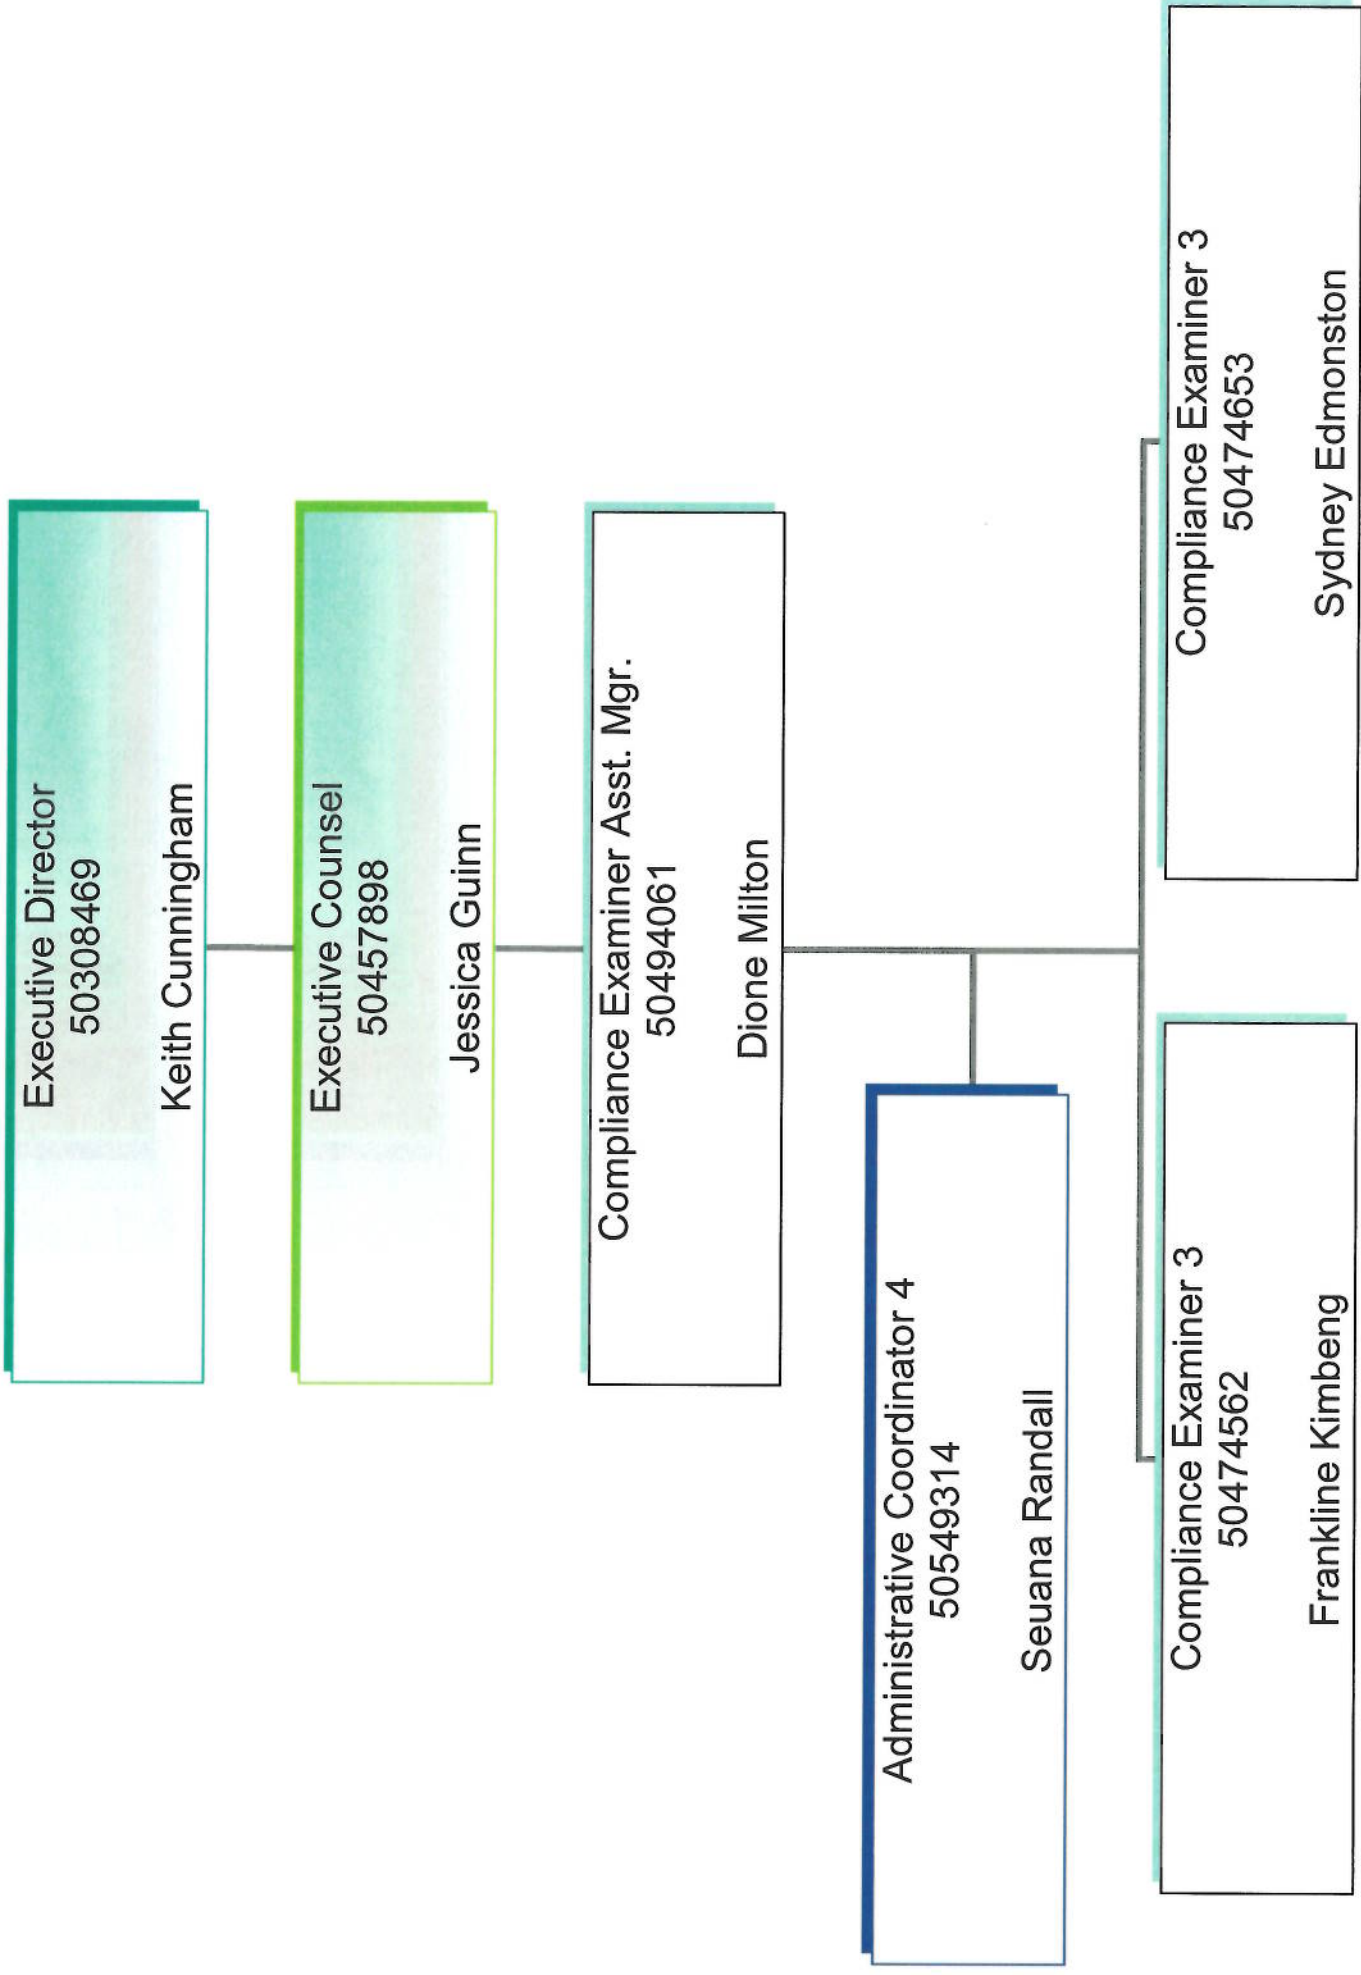 Executive Director
50308469
Keith Cunningham
Executive Counsel
50457898
Jessica Guinn
Compliance Examiner Asst. Mgr.
50494061
Dione Milton
Administrative Coordinator 4
50549314
Seuana Randall
Compliance Examiner 3
50474562
Frankline Kimbeng
Compliance Examiner 3
50474653
Sydney Edmonston